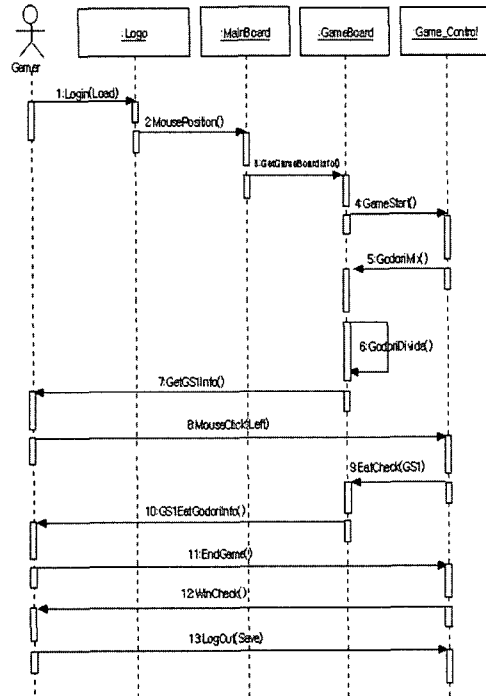 :Logo
:MainBoard
:GameBoard
:Game_Control
Gamer
1:Login(Load)
2:MousePosition()
3:GetGameBoardInfo()
4:GameStart()
5:GodoriMix()
6:GodoriDivide()
7:GetGS1Info()
8:MouseClick(Left)
9:EatCheck(GS1)
10:GS1EatGodoriInfo()
11:EndGame()
12:WinCheck()
13:LogOut(Save)